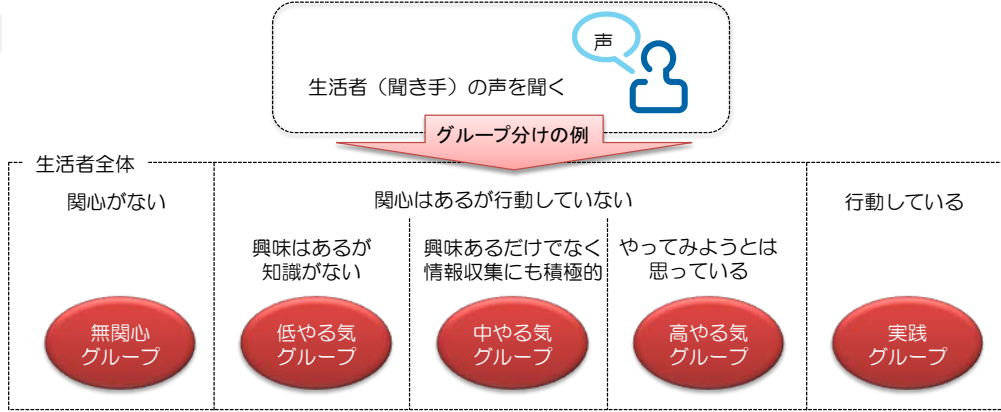 声
生活者（聞き手）の声を聞く
グループ分けの例
生活者全体
関心がない
関心はあるが行動していない
行動している
興味はあるが
知識がない
興味あるだけでなく
情報収集にも積極的
やってみようとは
思っている
無関心
グループ
低やる気
グループ
中やる気
グループ
高やる気
グループ
実践
グループ